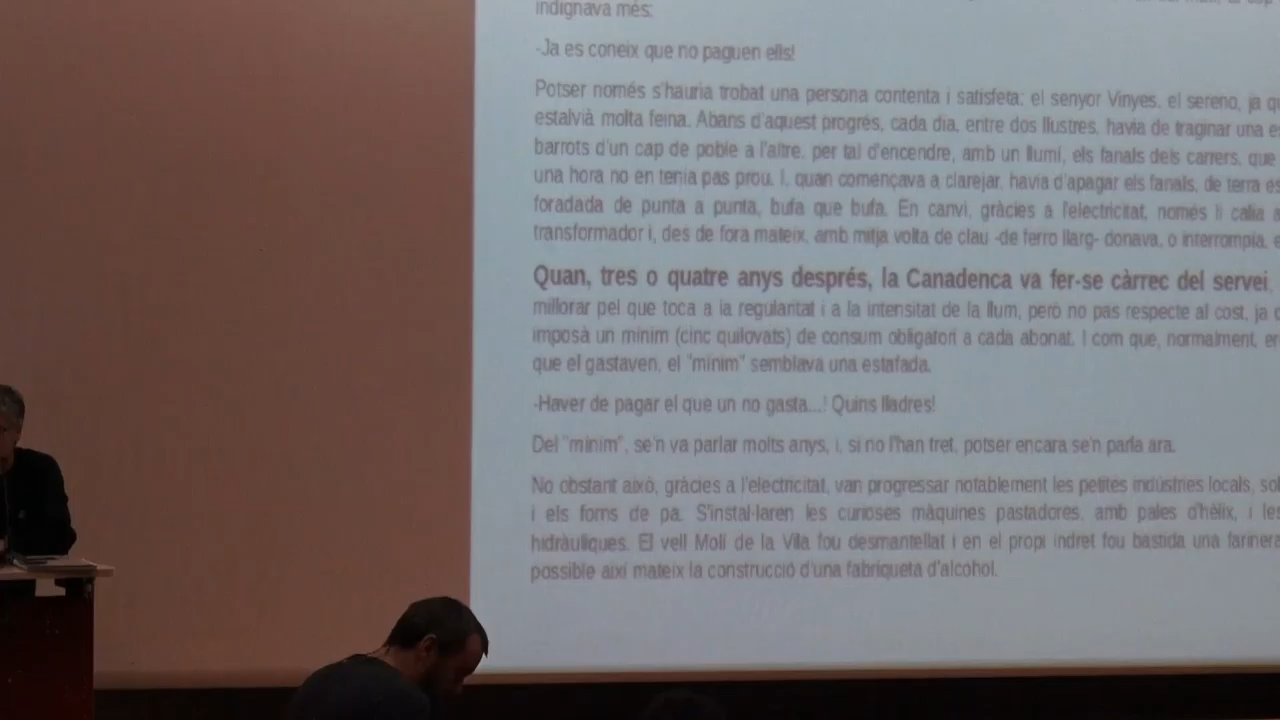 indignava més:
-Ja es coneix que no paguen ells!
Potser només s'hauria trobat una persona contenta i satisfeta: el senyor Vinyes, el sereno, ja
estalvià molta feina. Abans d'aquest progrés, cada dia, entre dos llustres, havia de traginar una
barrots d'un cap de poble a l'altre, per tal d'encendre, amb un llumí, els fanals dels carrers, que
una hora no en tenia pas prou. I, quan començava a clarejar, havia d'apagar els fanals, de terra
foradada de punta a punta, bufa que bufa. En canvi, gràcies a l'electricitat, només li calia
transformador i, des de fora mateix, amb mitja volta de clau -de ferro llarg- donava, o interrompia,
Quan, tres o quatre anys després, la Canadenca va fer-se càrrec del servei,
millorar pel que toca a la regularitat i a la intensitat de la llum, pero no pas respecte al cost, ja
imposà un mínim (cinc quilovats) de consum obligatori a cada abonat. I com que, normalment,
que el gastaven, el "mínim" semblava una estafada.
-Haver de pagar el que un no gasta...! Quins lladres!
Del "mínim", se'n va parlar molts anys, i, si no l'han tret, potser encara se'n parla ara.
No obstant això, gràcies a l'electricitat, van progressar notablement les petites indústries locals,
i els forns de pa. S'instal·laren les curioses màquines pastadores, amb pales d'hèlix, i les
hidràuliques. El vell Molí de la Vila fou desmantellat i en el propi indret fou bastida una farinera
possible així mateix la construcció d'una fabriqueta d'alcohol.